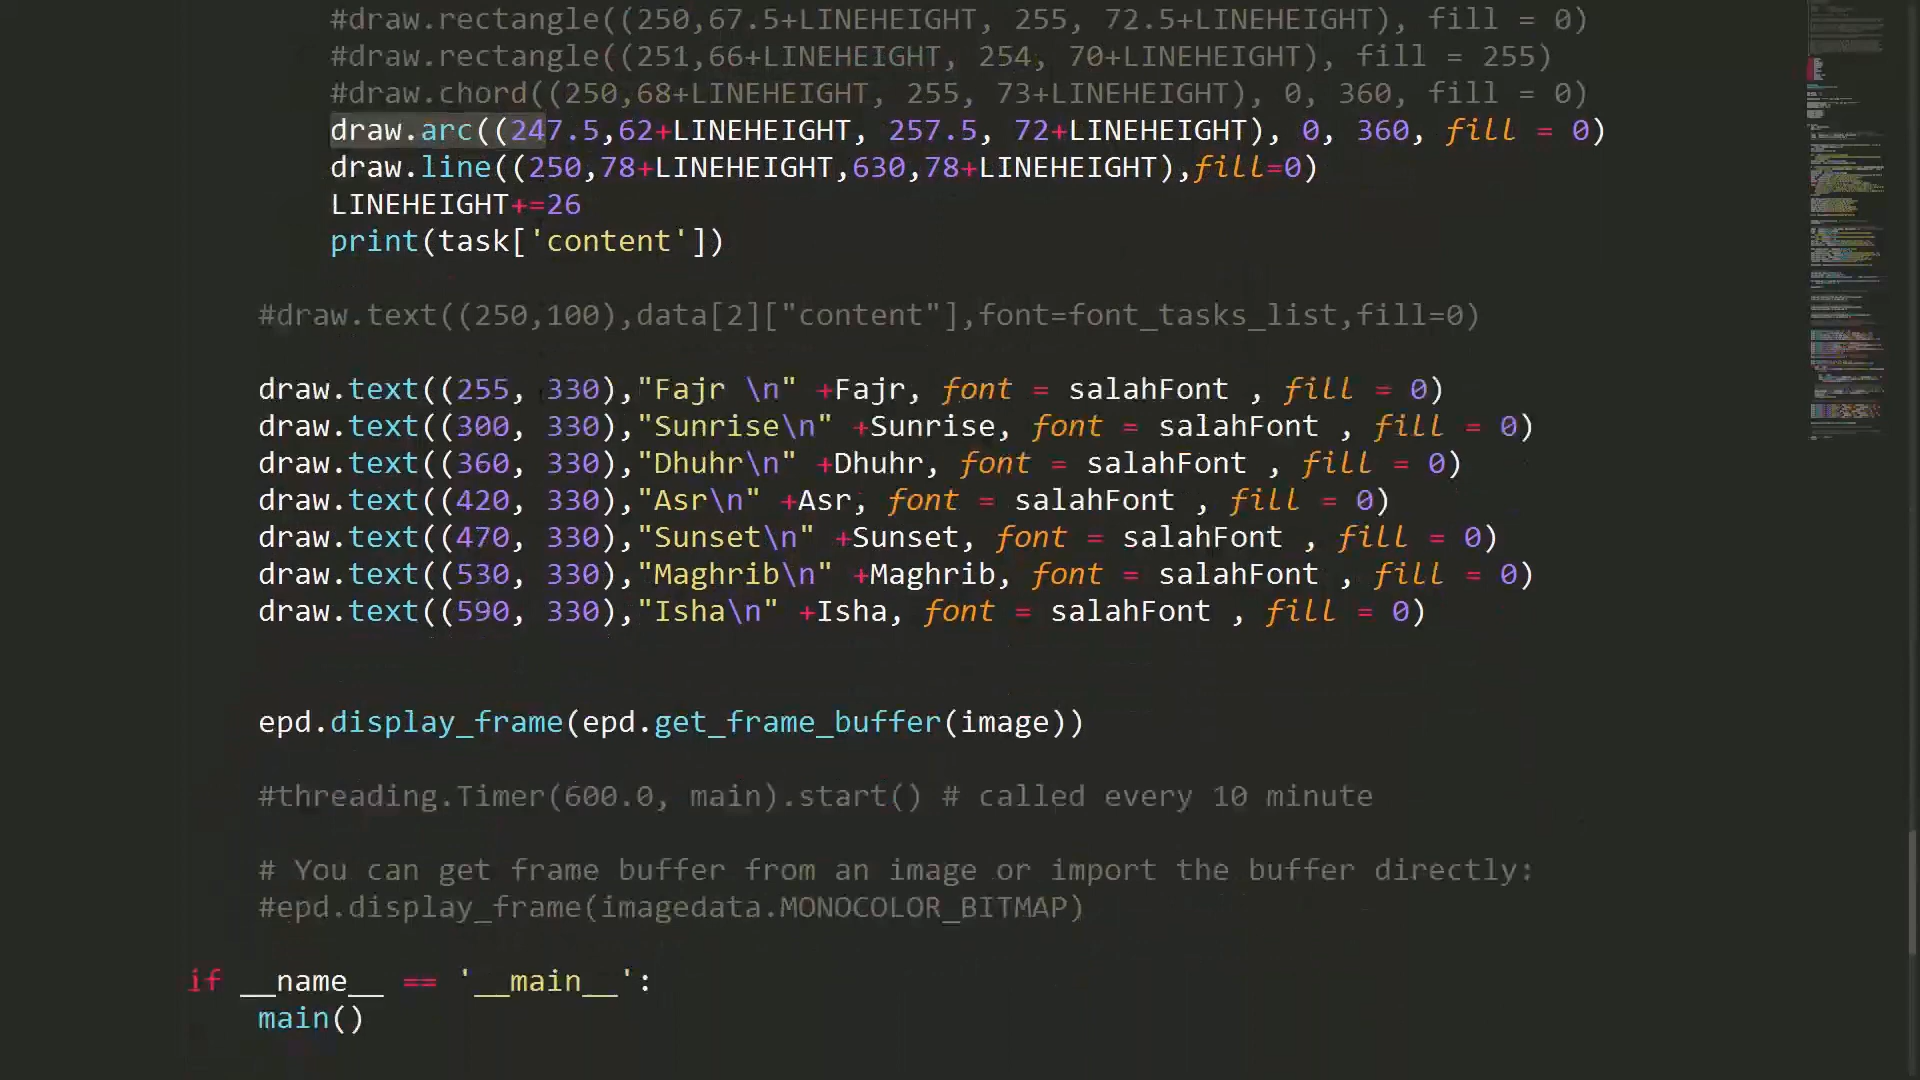 #draw.rectangle((250,67.5+LINEHEIGHT, 255, 72.5+LINEHEIGHT), fill = 0)
#draw.rectangle((251,66+LINEHEIGHT, 254, 70+LINEHEIGHT), fill = 255)
#draw.chord((250,68+LINEHEIGHT, 255, 73+LINEHEIGHT), 0, 360, fill = 0)
draw.arc((247.5,62+LINEHEIGHT, 257.5, 72+LINEHEIGHT), 0, 360, fill = 0)
draw.line((250,78+LINEHEIGHT,630,78+LINEHEIGHT),fill=0)
LINEHEIGHT+=26
print(task['content'])
#draw.text((250,100),data[2]["content"],font=font_tasks_list,fill=0)
draw.text((255, 330),"Fajr \n" +Fajr, font = salahFont , fill = 0)
draw.text((300, 330),"Sunrise\n" +Sunrise, font = salahFont , fill = 0)
draw.text((360, 330),"Dhuhr\n" +Dhuhr, font = salahFont , fill = 0)
draw.text((420, 330),"Asr\n" +Asr, font = salahFont , fill = 0)
draw.text((470, 330),"Sunset\n" +Sunset, font = salahFont , fill = 0)
draw.text((530, 330),"Maghrib\n" +Maghrib, font = salahFont , fill = 0)
draw.text((590, 330),"Isha\n" +Isha, font = salahFont , fill = 0)
epd.display_frame(epd.get_frame_buffer(image))
#threading.Timer(600.0, main).start() # called every 10 minute
# You can get frame buffer from an image or import the buffer directly:
#epd.display_frame(imagedata.MONOCOLOR_BITMAP)
if __name__ == '__main__':
main()